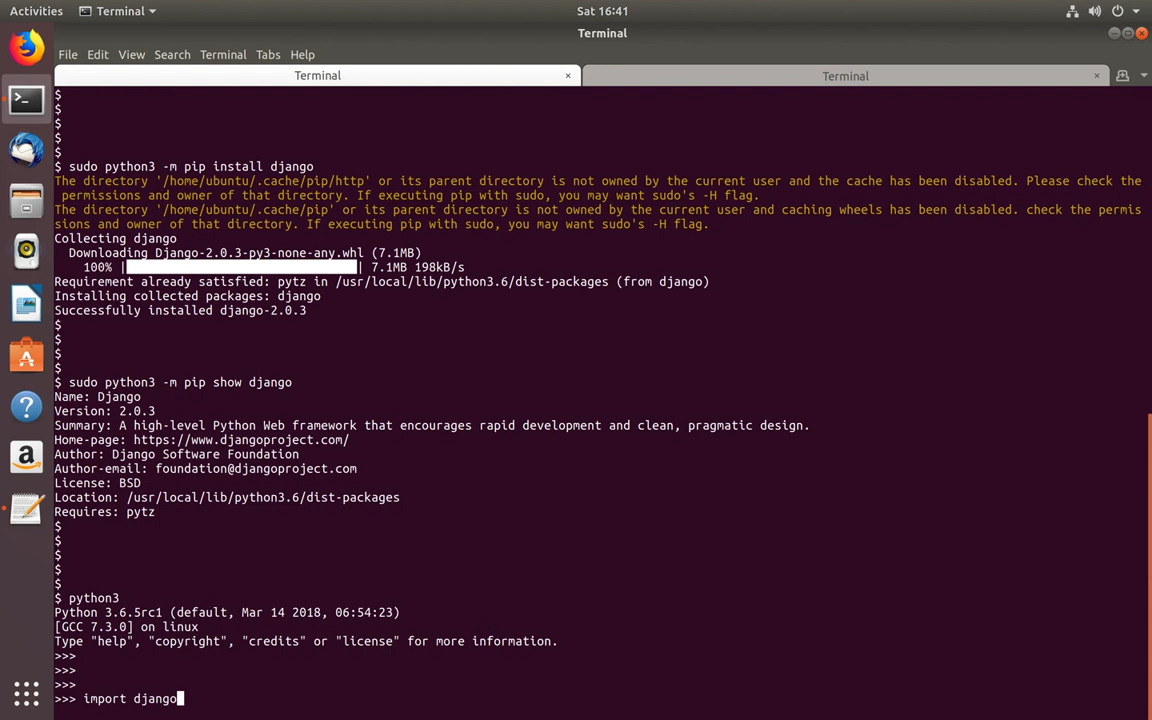 Activities Terminal Sat 16:41
Terminal
File Edit View Search Terminal Tabs Help
Terminal × Terminal ×
$
$
$
$
$
$ sudo python3 -m pip install django
The directory '/home/ubuntu/.cache/pip/http' or its parent directory is not owned by the current user and the cache has been disabled. Please check the
permissions and owner of that directory. If executing pip with sudo, you may want sudo's -H flag.
The directory '/home/ubuntu/.cache/pip' or its parent directory is not owned by the current user and caching wheels has been disabled. check the permis
sions and owner of that directory. If executing pip with sudo, you may want sudo's -H flag.
Collecting django
Downloading Django-2.0.3-py3-none-any.whl (7.1MB)
100% |████████████████████████████████| 7.1MB 198kB/s
Requirement already satisfied: pytz in /usr/local/lib/python3.6/dist-packages (from django)
Installing collected packages: django
Successfully installed django-2.0.3
$
$
$
$
$ sudo python3 -m pip show django
Name: Django
Version: 2.0.3
Summary: A high-level Python Web framework that encourages rapid development and clean, pragmatic design.
Home-page: https://www.djangoproject.com/
Author: Django Software Foundation
Author-email: foundation@djangoproject.com
License: BSD
Location: /usr/local/lib/python3.6/dist-packages
Requires: pytz
$
$
$
$
$
$ python3
Python 3.6.5rc1 (default, Mar 14 2018, 06:54:23)
[GCC 7.3.0] on linux
Type "help", "copyright", "credits" or "license" for more information.
>>>
>>>
>>>
>>> import django